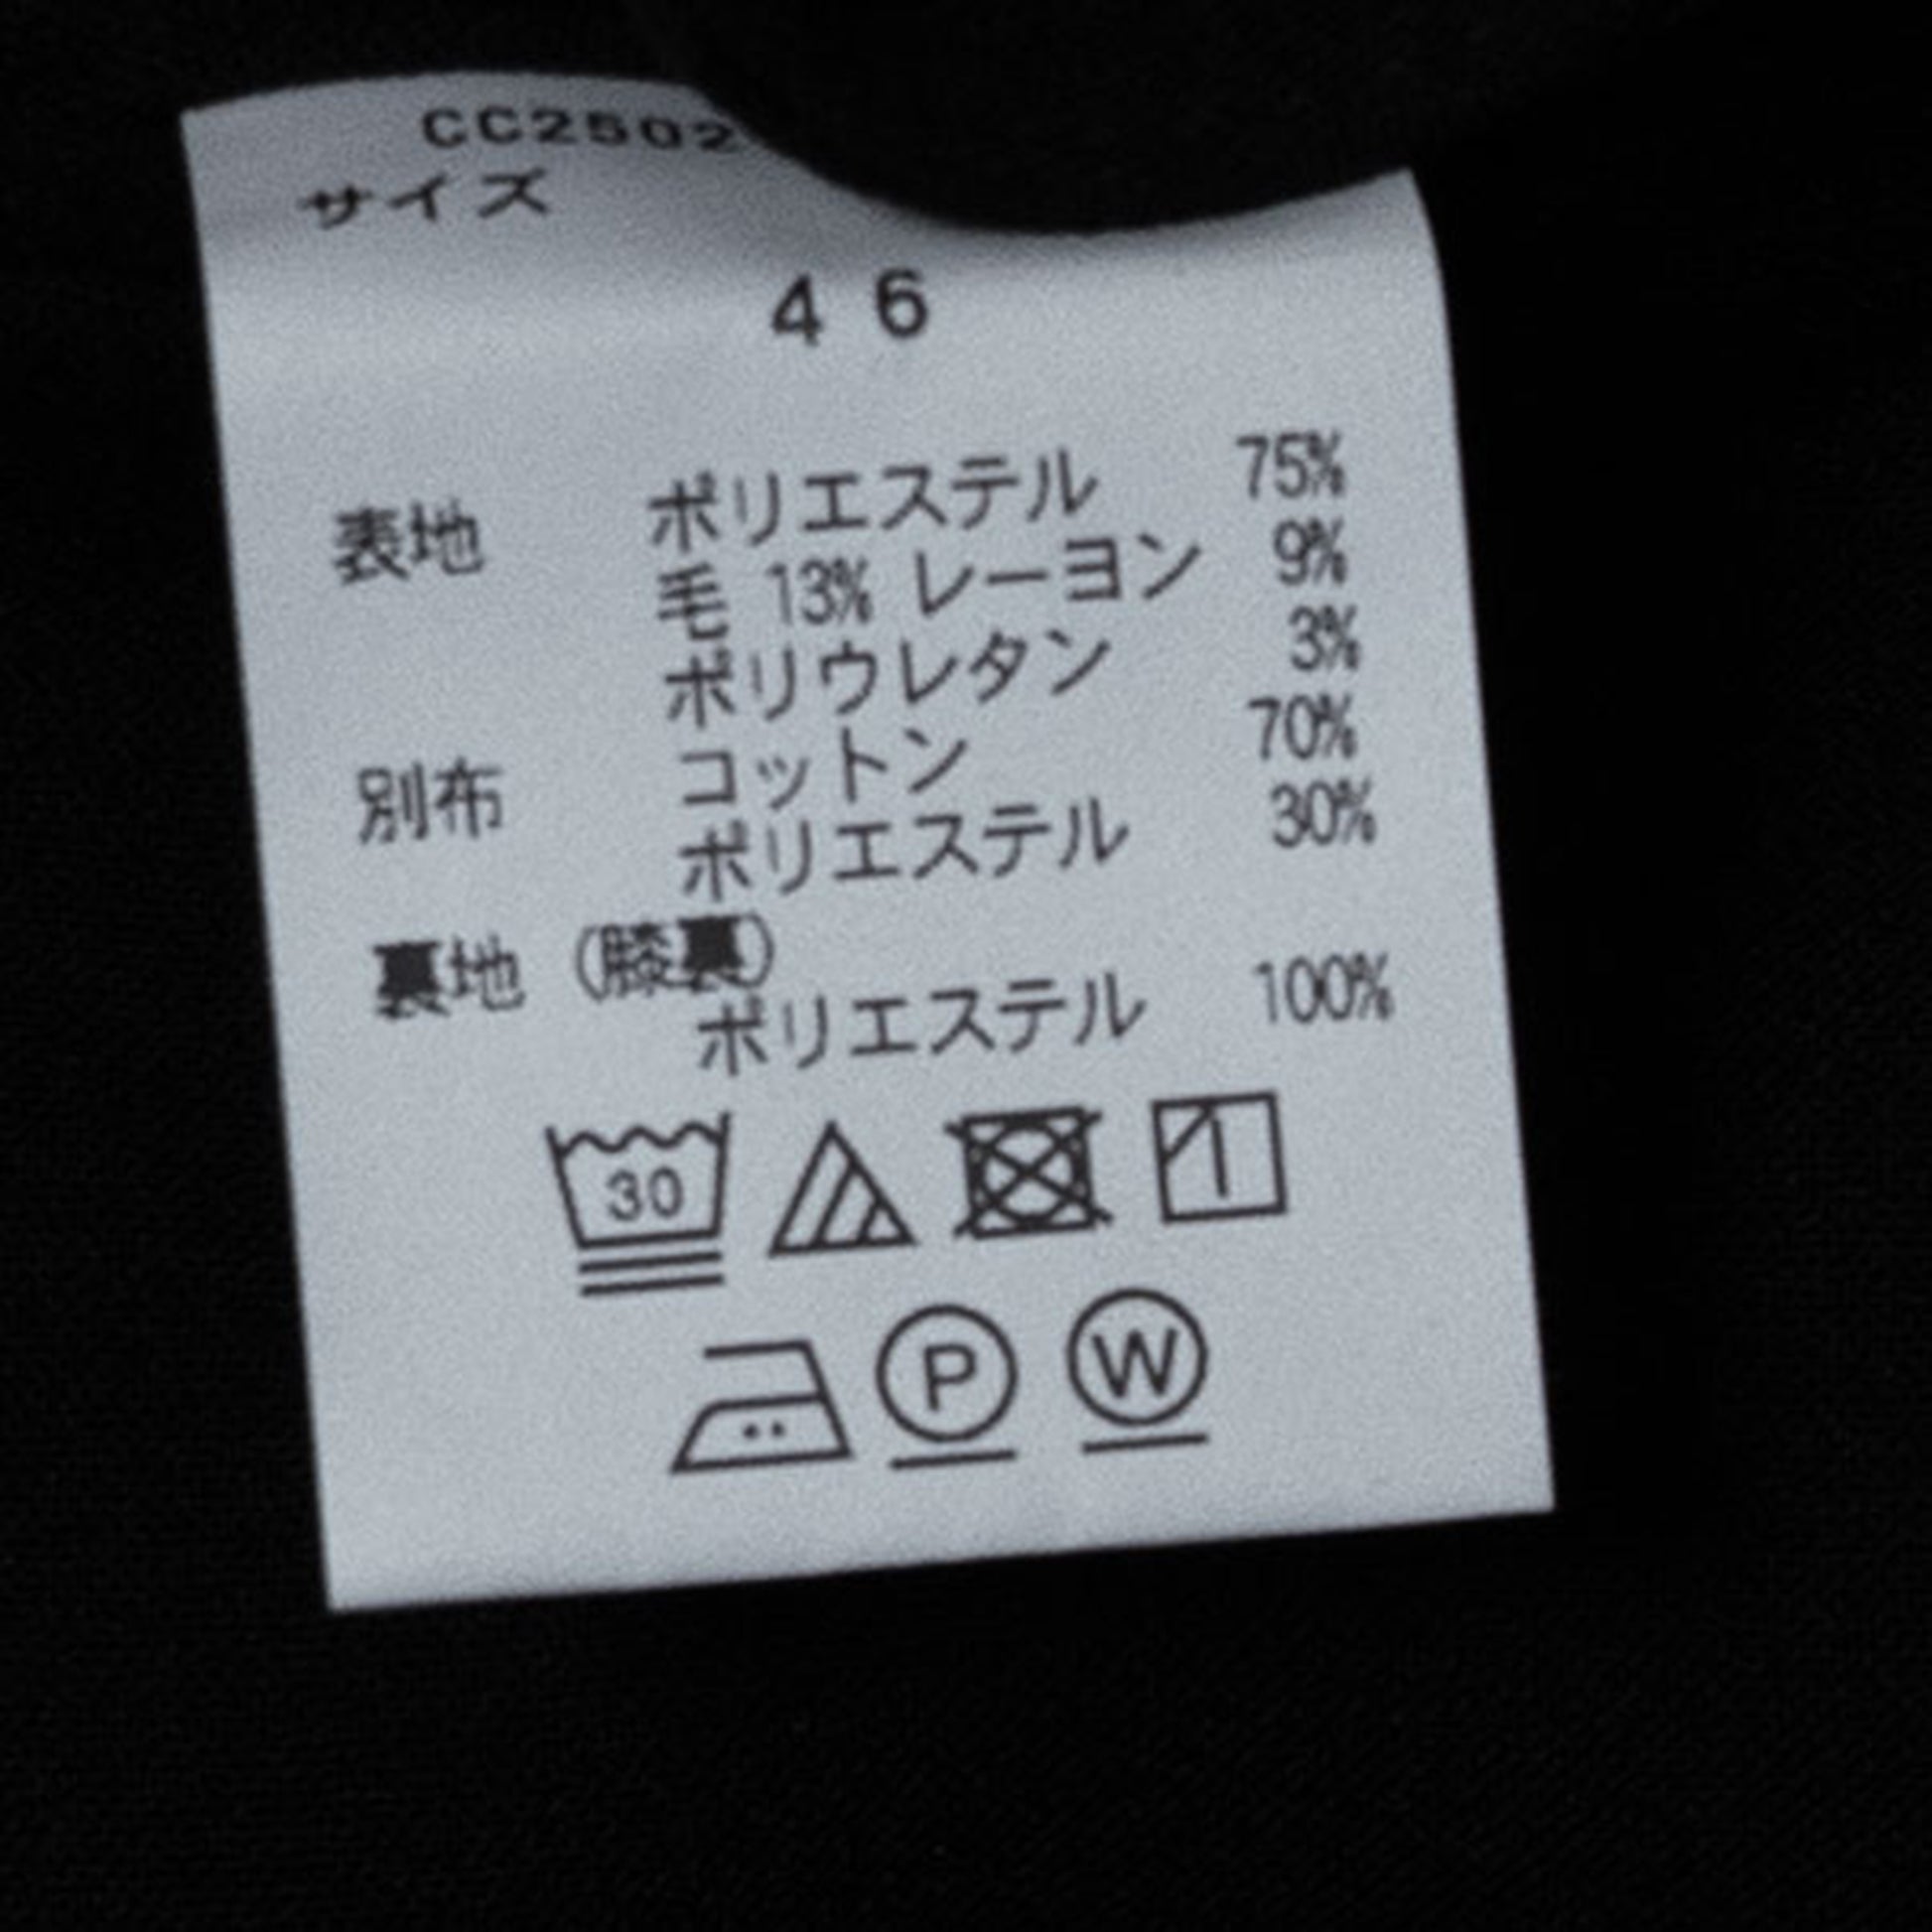 CC2502
サイズ
4 6
表地 ポリエステル 75%
毛 13% レーヨン 9%
ポリウレタン 3%
別布 コットン 70%
ポリエステル 30%
裏地 (膝裏)
ポリエステル 100%
30
P W